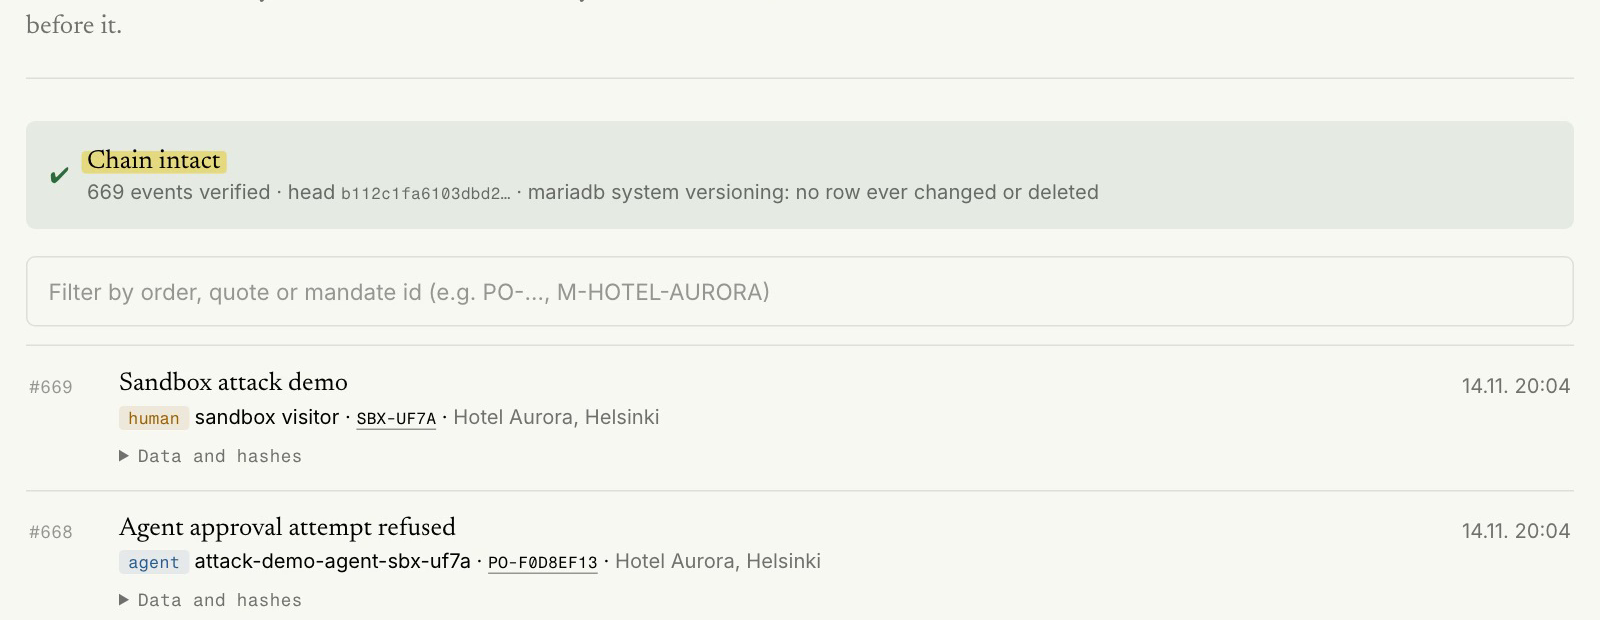 before it.
✔ Chain intact
669 events verified · head b112c1fa6103dbd2… · mariadb system versioning: no row ever changed or deleted
Filter by order, quote or mandate id (e.g. PO-..., M-HOTEL-AURORA)
#669 Sandbox attack demo 14.11. 20:04
human sandbox visitor · SBX-UF7A · Hotel Aurora, Helsinki
▶ Data and hashes
#668 Agent approval attempt refused 14.11. 20:04
agent attack-demo-agent-sbx-uf7a · PO-F0D8EF13 · Hotel Aurora, Helsinki
▶ Data and hashes